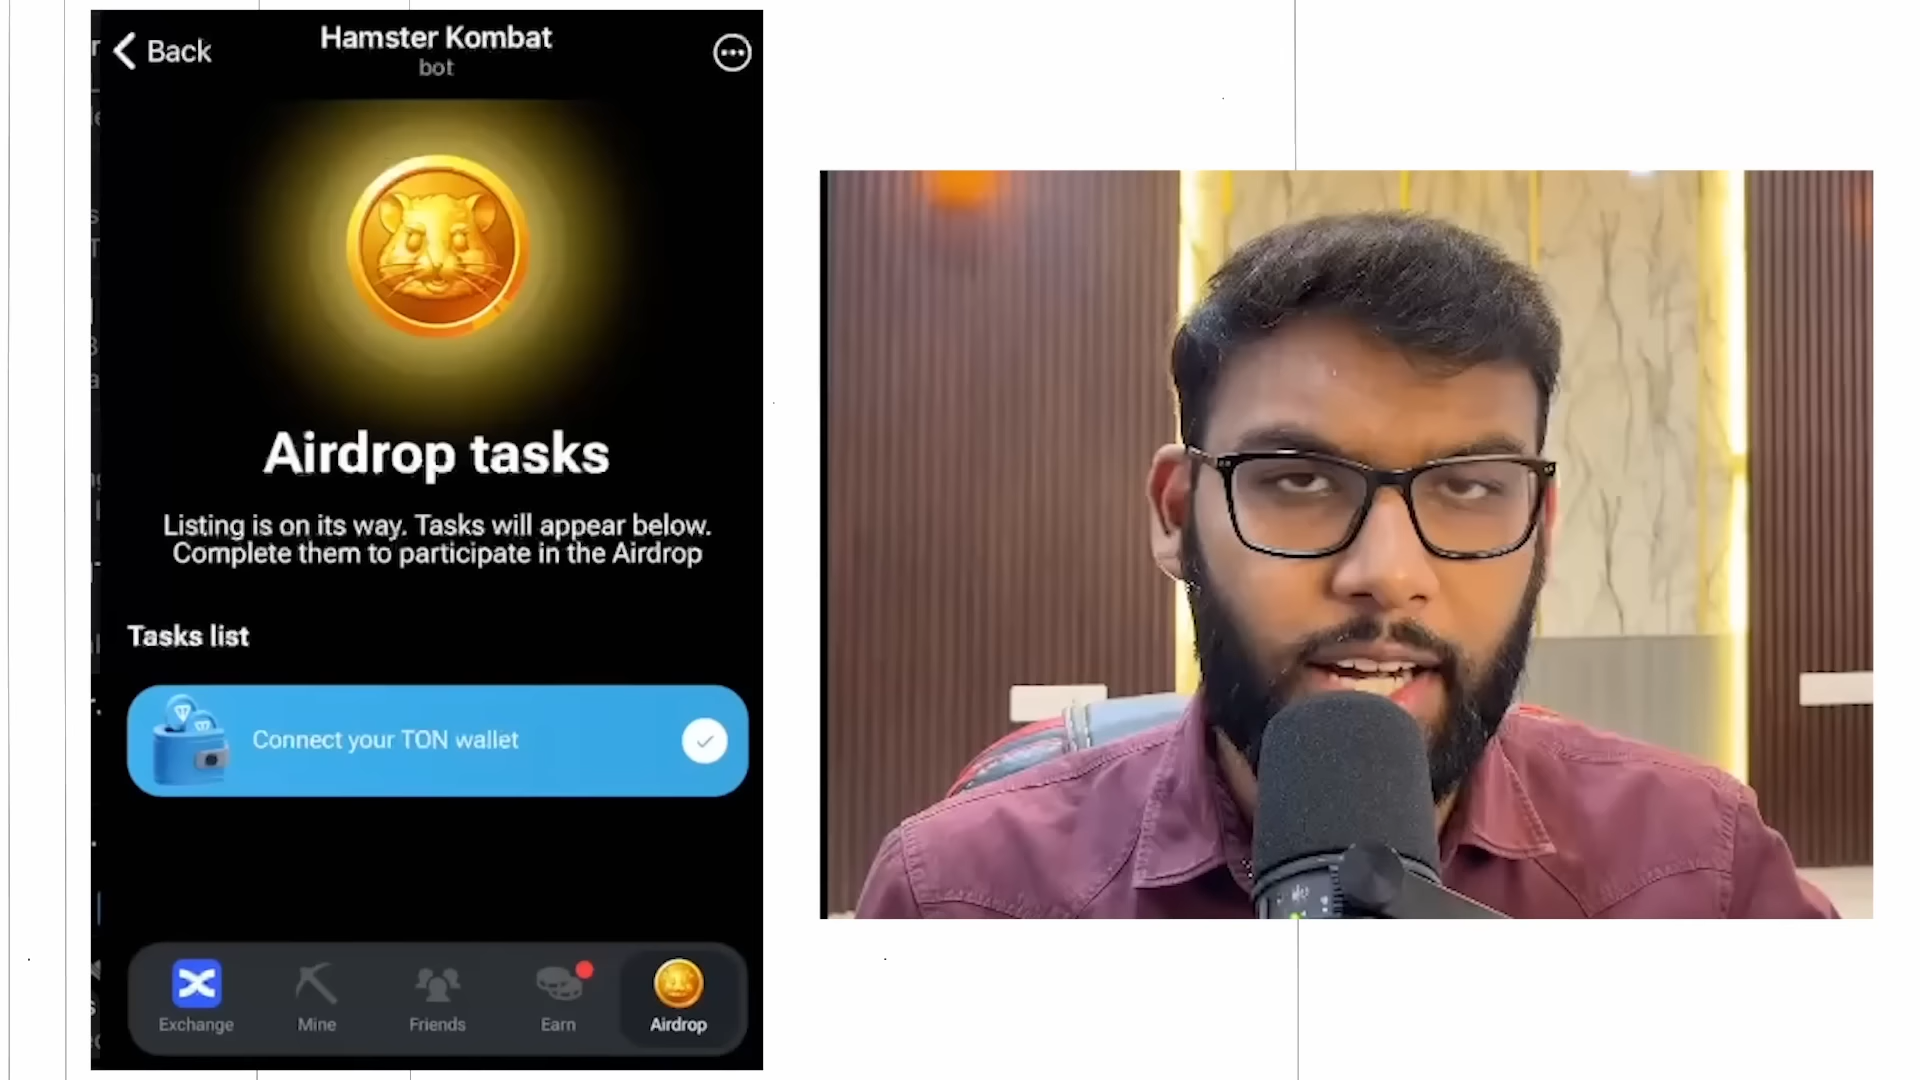 Back
Hamster Kombat
bot
Airdrop tasks
Listing is on its way. Tasks will appear below.
Complete them to participate in the Airdrop
Tasks list
Connect your TON wallet
Exchange
Mine
Friends
Earn
Airdrop